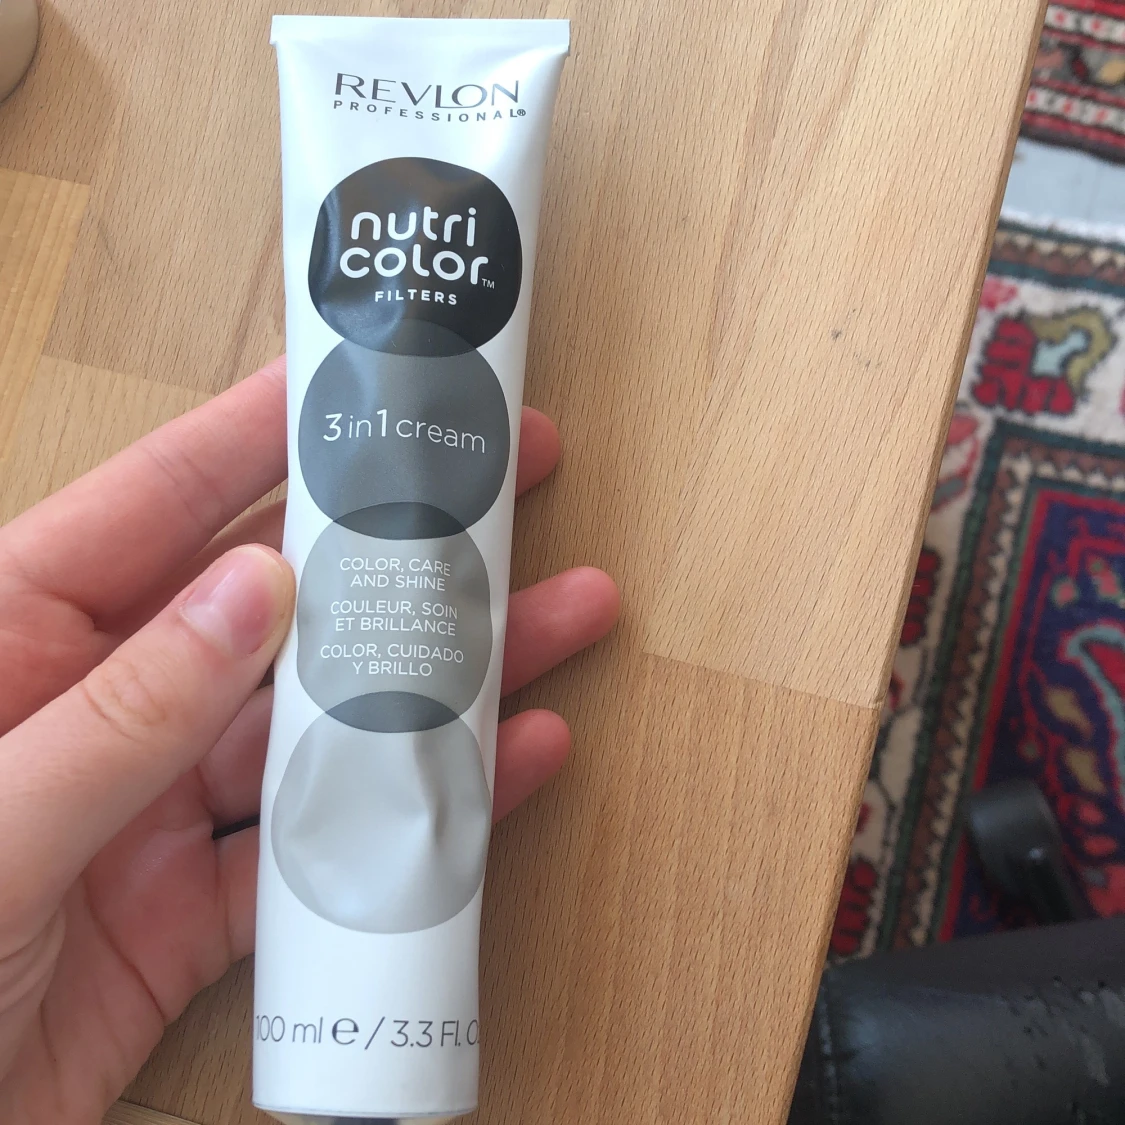 REVLON
PROFESSIONAL®
nutri
color™
FILTERS
3 in 1 cream
COLOR, CARE
AND SHINE
COULEUR, SOIN
ET BRILLANCE
COLOR, CUIDADO
Y BRILLO
100 ml e / 3.3 Fl. O